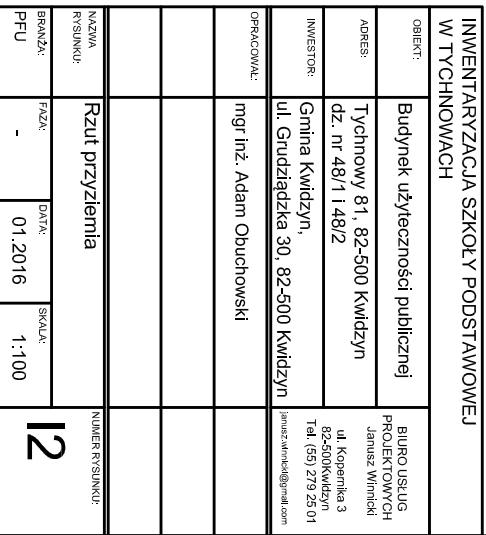 INWENTARYZACJA SZKOŁY PODSTAWOWEJ
W TYCHNOWACH
OBIEKT:
Budynek użyteczności publicznej
ADRES:
Tychnowy 81, 82-500 Kwidzyn
dz. nr 48/1 i 48/2
INWESTOR:
Gmina Kwidzyn,
ul. Grudziądzka 30, 82-500 Kwidzyn
BIURO USŁUG
PROJEKTOWYCH
Janusz Winnicki
ul. Kopernika 3
82-500Kwidzyn
Tel. (55) 279 25 01
janusz.winnicki@gmail.com
OPRACOWAŁ:
mgr inż. Adam Obuchowski
NAZWA
RYSUNKU:
Rzut przyziemia
NUMER RYSUNKU:
I2
BRANŻA:
PFU
FAZA:
-
DATA:
01.2016
SKALA:
1:100